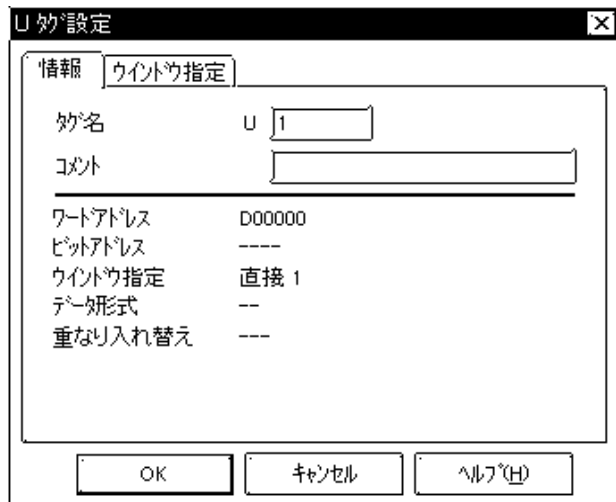 U ﾀｸﾞ設定
情報 ｳｲﾝﾄﾞｳ指定
ﾀｸﾞ名 U 1
ｺﾒﾝﾄ
ﾜｰﾄﾞｱﾄﾞﾚｽ D00000
ﾋﾞｯﾄｱﾄﾞﾚｽ ----
ｳｲﾝﾄﾞｳ指定 直接 1
ﾃﾞｰﾀ形式 --
重なり入れ替え ---
OK ｷｬﾝｾﾙ ﾍﾙﾌﾟ(H)